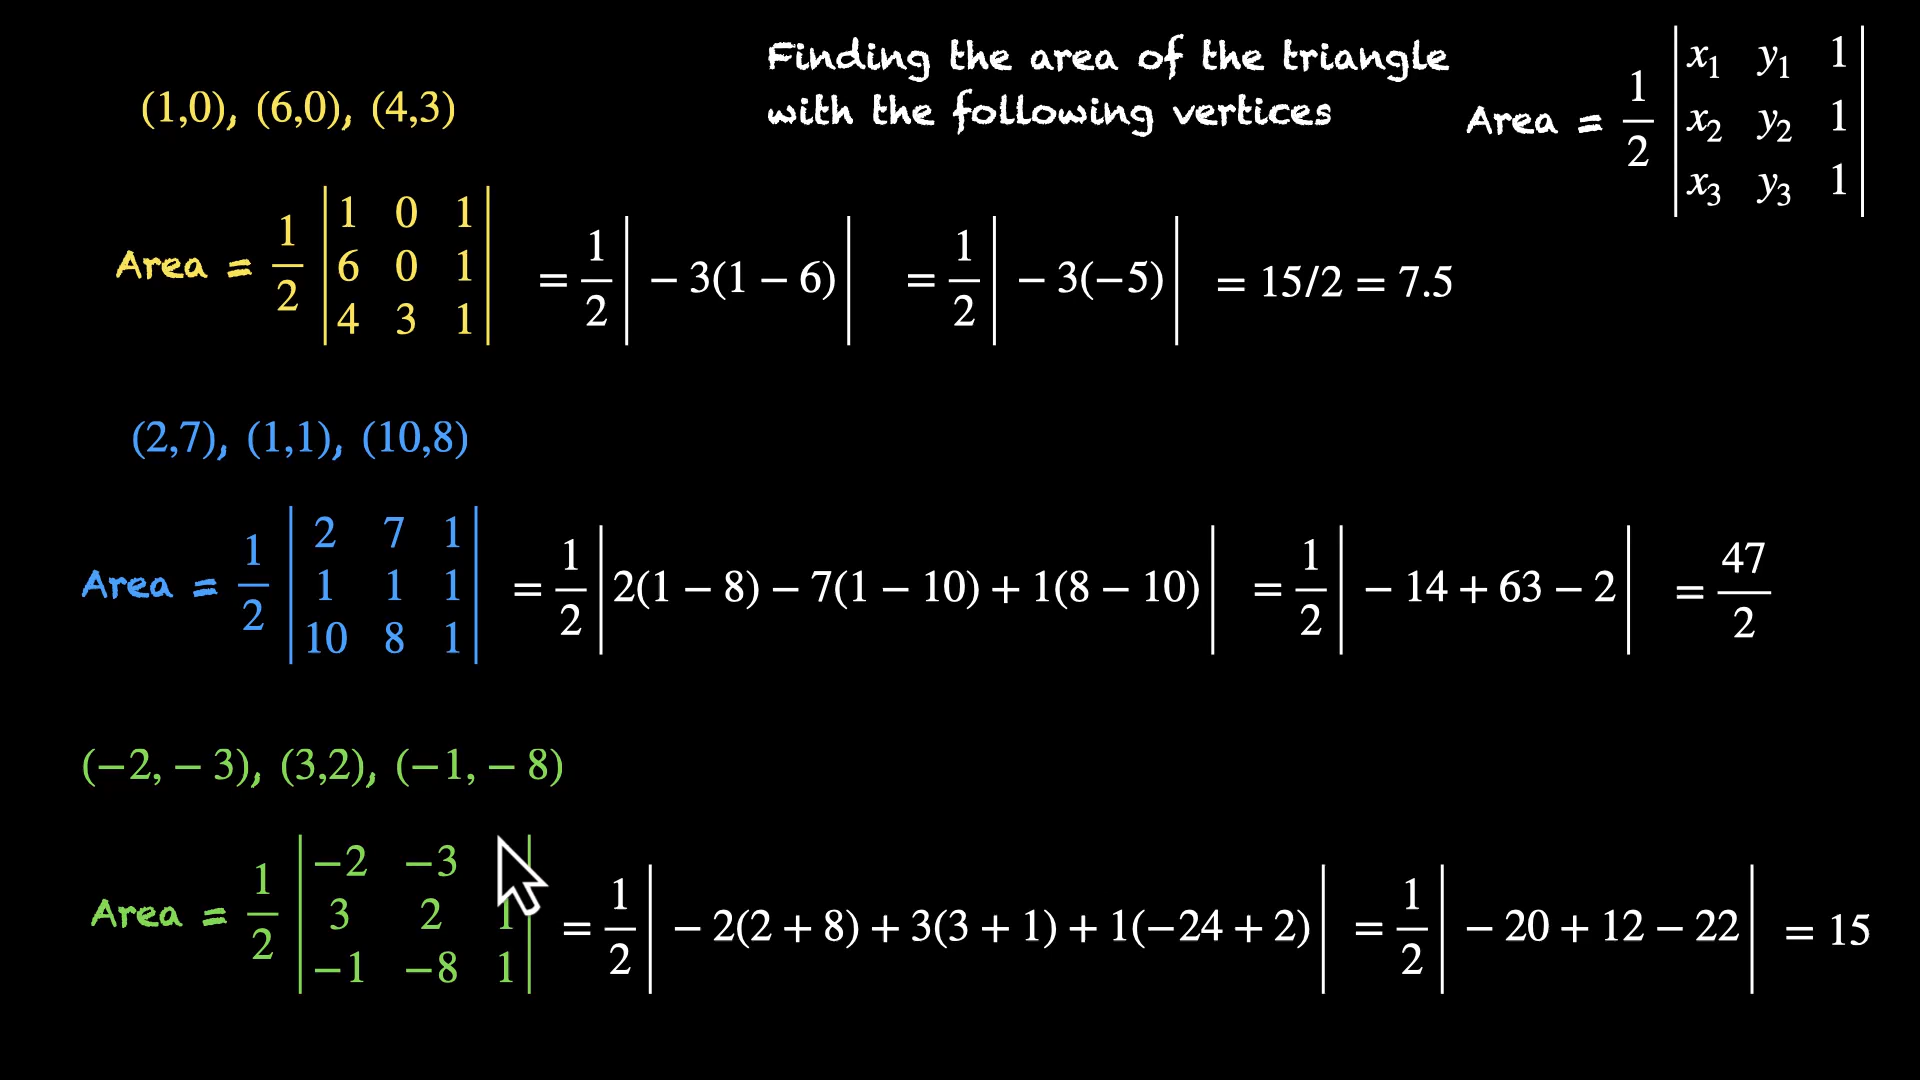 Finding the area of the triangle
with the following vertices
Area = 1/2 | x₁ y₁ 1 |
| x₂ y₂ 1 |
| x₃ y₃ 1 |
(1,0), (6,0), (4,3)
Area = 1/2 | 1 0 1 |
| 6 0 1 |
| 4 3 1 |
= 1/2 | − 3(1 − 6) | = 1/2 | − 3(−5) | = 15/2 = 7.5
(2,7), (1,1), (10,8)
Area = 1/2 | 2 7 1 |
| 1 1 1 |
| 10 8 1 |
= 1/2 | 2(1 − 8) − 7(1 − 10) + 1(8 − 10) | = 1/2 | − 14 + 63 − 2 | = 47/2
(−2, − 3), (3,2), (−1, − 8)
Area = 1/2 | −2 −3 |
| 3 2 1 |
| −1 −8 1 |
= 1/2 | − 2(2 + 8) + 3(3 + 1) + 1(−24 + 2) | = 1/2 | − 20 + 12 − 22 | = 15